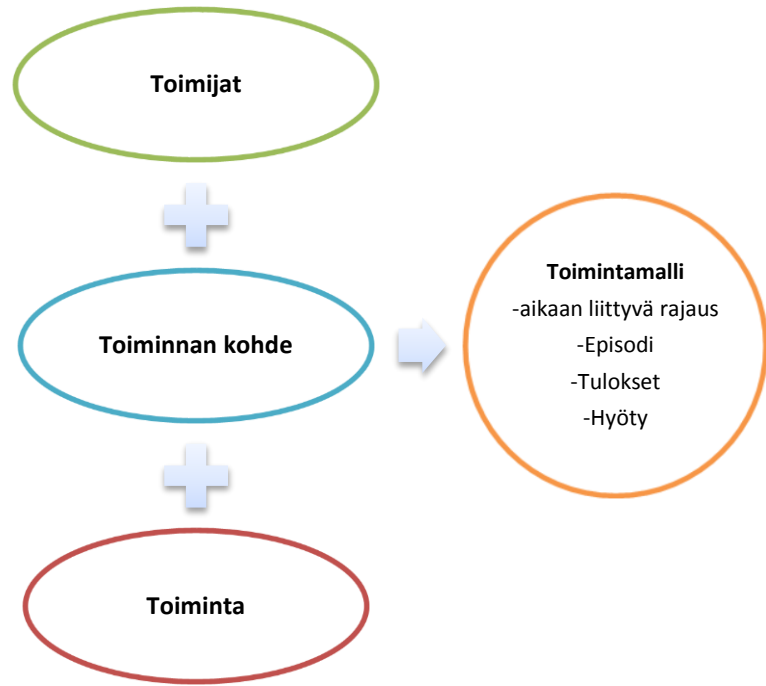 Toimijat
Toiminnan kohde
Toiminta
Toimintamalli
-aikaan liittyvä rajaus
-Episodi
-Tulokset
-Hyöty